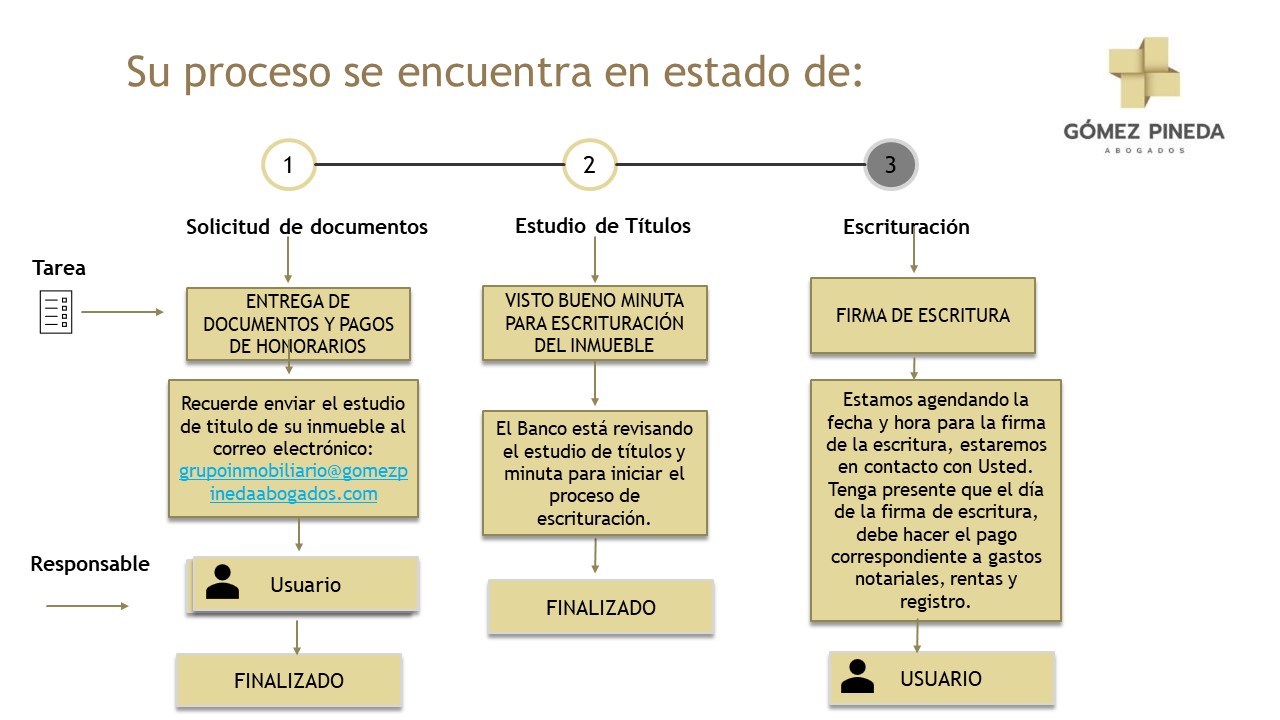 Su proceso se encuentra en estado de:
GÓMEZ PINEDA
ABOGADOS
1
2
3
Solicitud de documentos
Estudio de Títulos
Escrituración
Tarea
ENTREGA DE
DOCUMENTOS Y PAGOS
DE HONORARIOS
VISTO BUENO MINUTA
PARA ESCRITURACIÓN
DEL INMUEBLE
FIRMA DE ESCRITURA
Recuerde enviar el estudio
de titulo de su inmueble al
correo electrónico:
grupoinmobiliario@gomezp
inedaabogados.com
El Banco está revisando
el estudio de títulos y
minuta para iniciar el
proceso de
escrituración.
Estamos agendando la
fecha y hora para la firma
de la escritura, estaremos
en contacto con Usted.
Tenga presente que el día
de la firma de escritura,
debe hacer el pago
correspondiente a gastos
notariales, rentas y
registro.
Responsable
Usuario
FINALIZADO
FINALIZADO
USUARIO